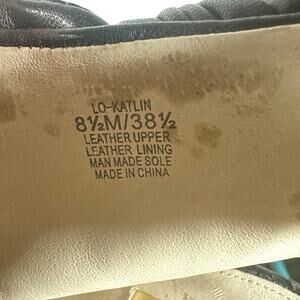 LO-KATLIN
8½M/38½
LEATHER UPPER
LEATHER LINING
MAN MADE SOLE
MADE IN CHINA